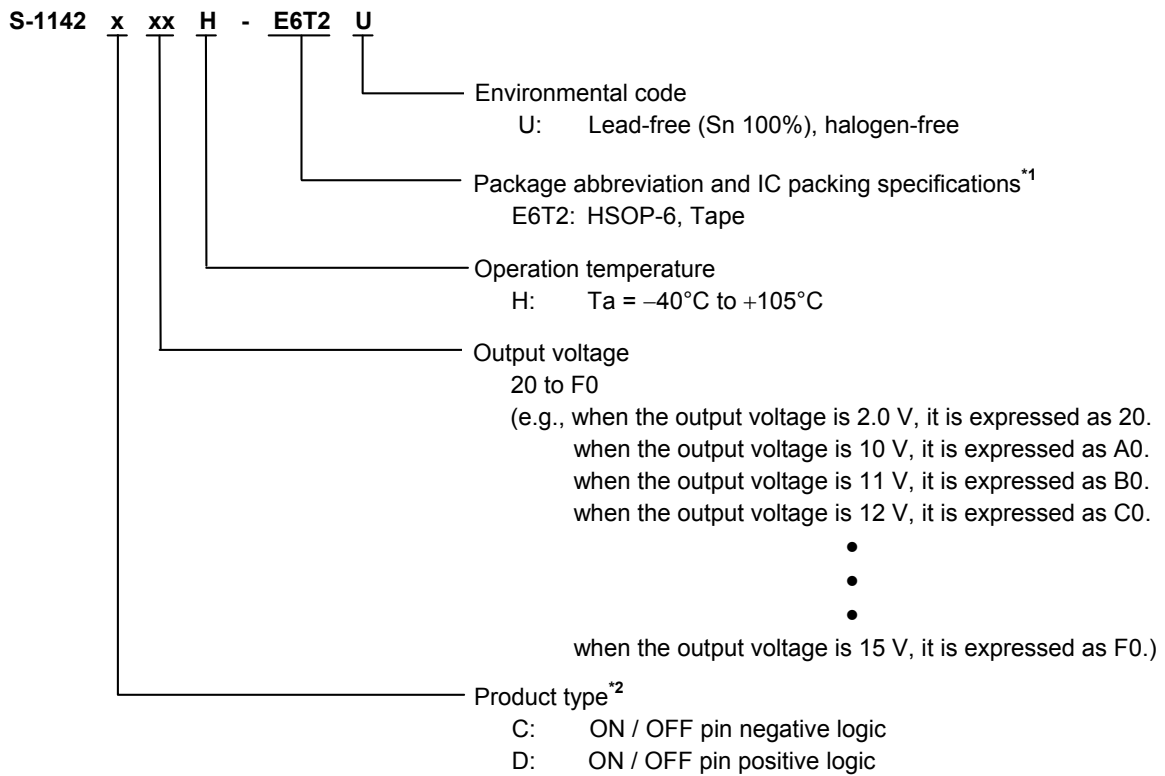 S-1142 x xx H - E6T2 U
Environmental code
U: Lead-free (Sn 100%), halogen-free
Package abbreviation and IC packing specifications*1
E6T2: HSOP-6, Tape
Operation temperature
H: Ta = −40°C to +105°C
Output voltage
20 to F0
(e.g., when the output voltage is 2.0 V, it is expressed as 20.
when the output voltage is 10 V, it is expressed as A0.
when the output voltage is 11 V, it is expressed as B0.
when the output voltage is 12 V, it is expressed as C0.
•
•
•
when the output voltage is 15 V, it is expressed as F0.)
Product type*2
C: ON / OFF pin negative logic
D: ON / OFF pin positive logic